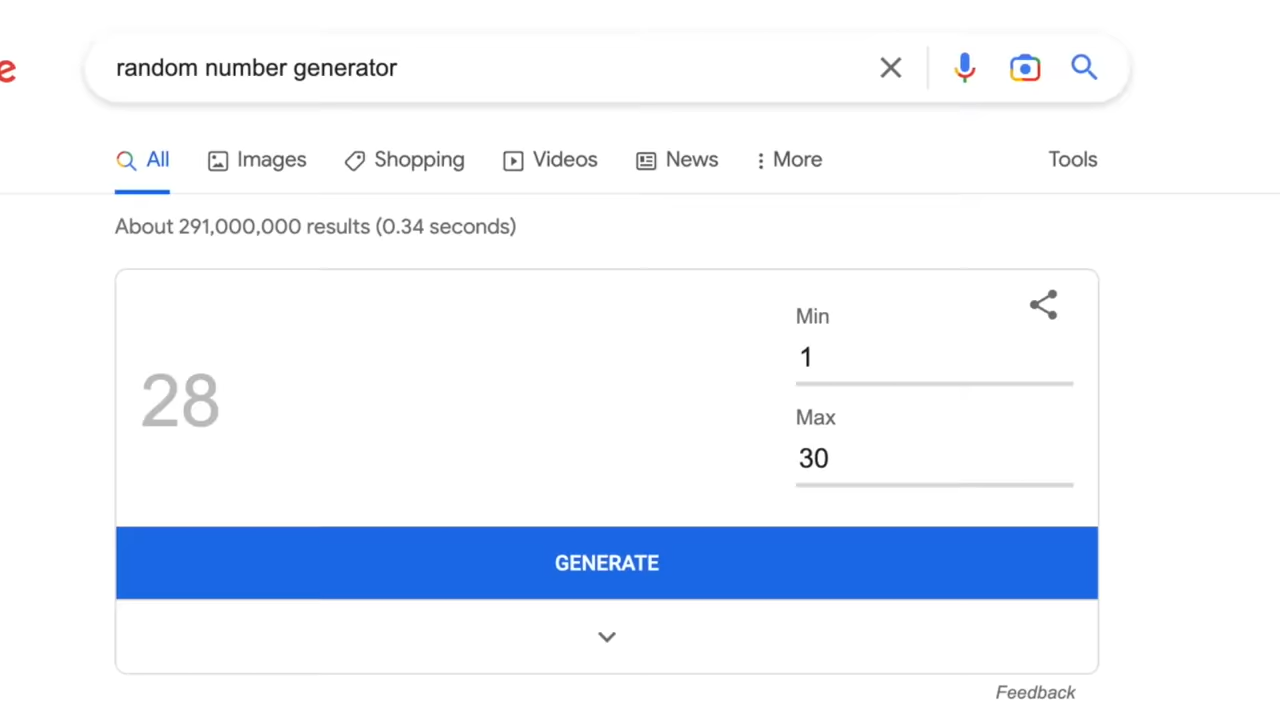 e
random number generator
All Images Shopping Videos News More Tools
About 291,000,000 results (0.34 seconds)
Min
1
28
Max
30
GENERATE
Feedback